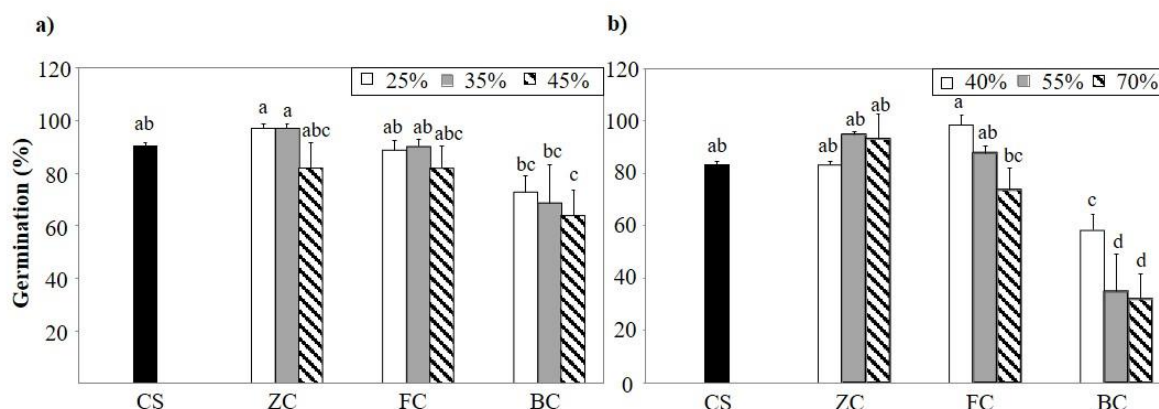 a)
Germination (%)
120
100
80
60
40
20
25% 35% 45%
ab
a a abc
ab ab abc
bc bc c
CS ZC FC BC
b)
120
100
80
60
40
20
0
40% 55% 70%
ab
ab ab ab
a ab bc
c d d
CS ZC FC BC